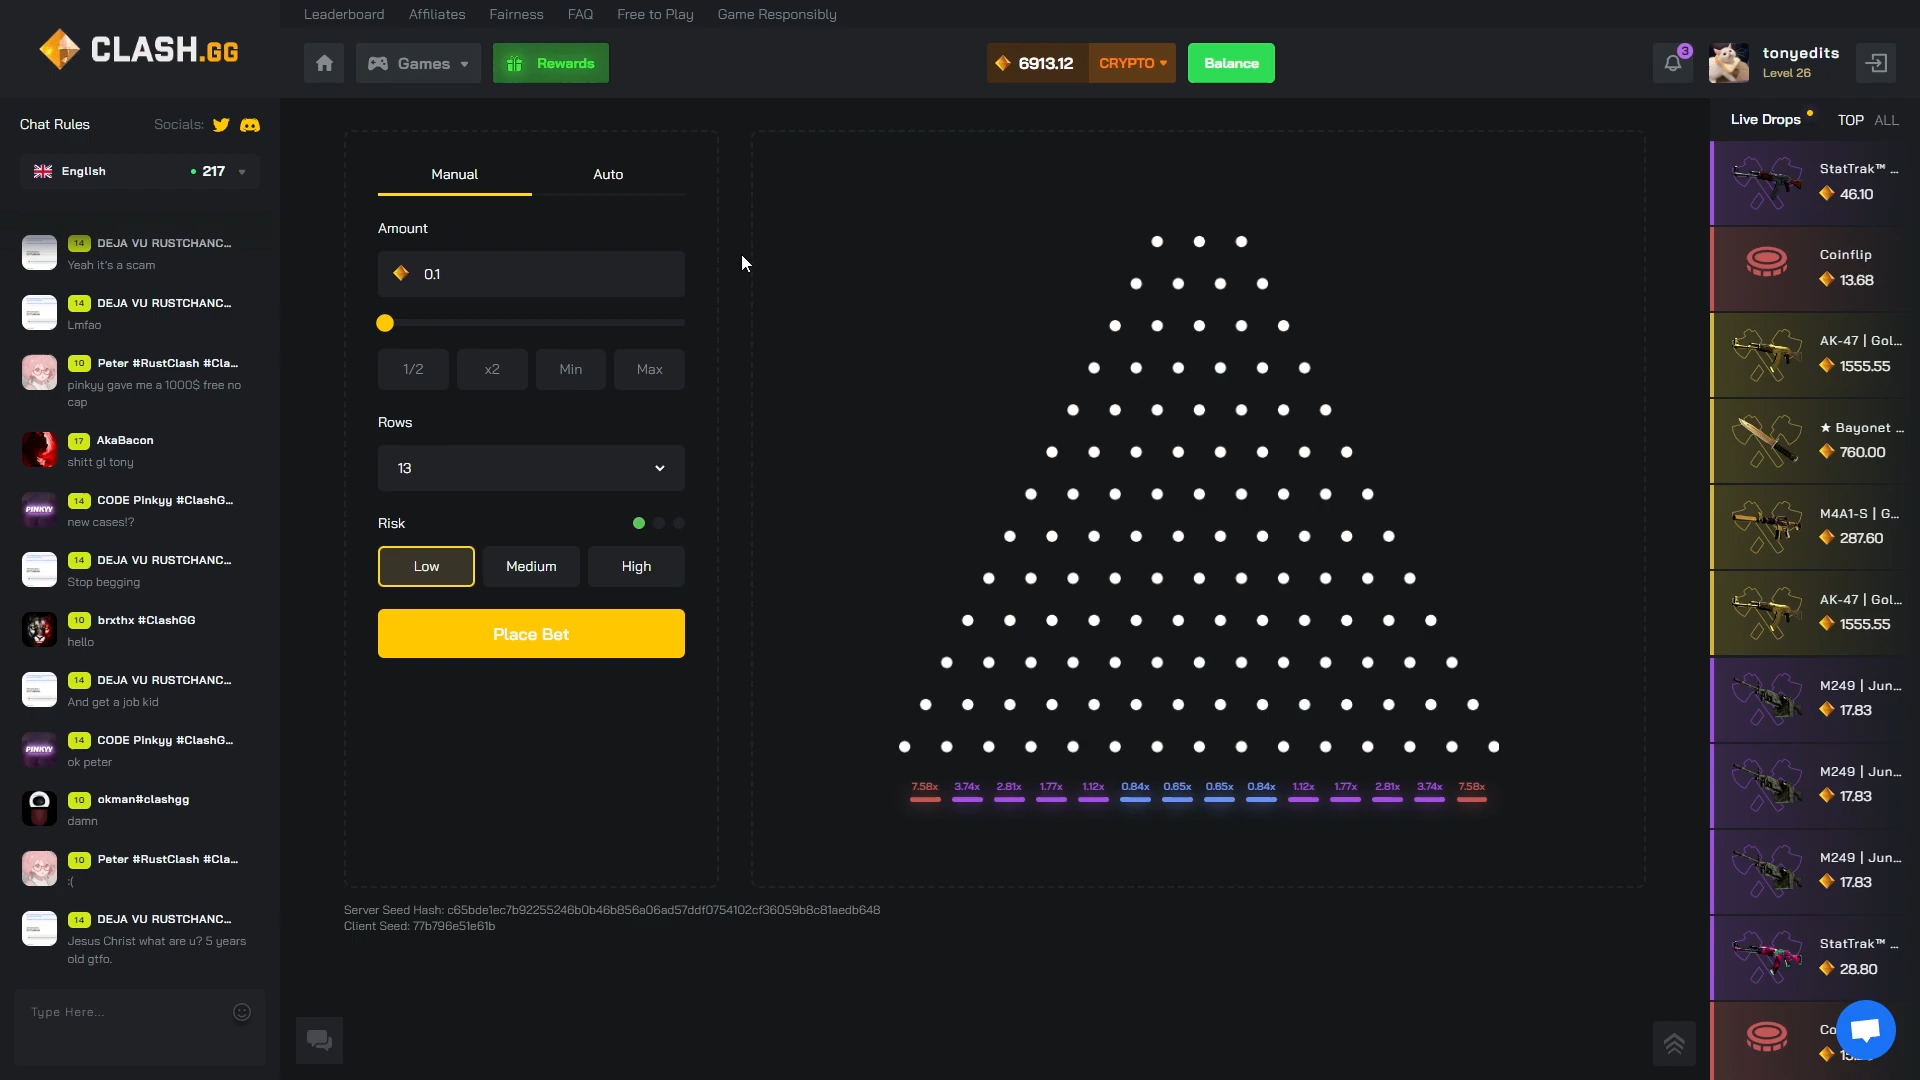 Leaderboard
Affiliates
Fairness
FAQ
Free to Play
Game Responsibly
CLASH.GG
Games
Rewards
6913.12
CRYPTO
Balance
3
tonyedits
Level 26
Chat Rules
Socials:
English
217
14 DEJA VU RUSTCHANC...
Yeah it's a scam
14 DEJA VU RUSTCHANC...
Lmfao
10 Peter #RustClash #Cla...
pinkyy gave me a 1000$ free no
cap
17 AkaBacon
shitt gl tony
PINKYY
14 CODE Pinkyy #ClashG...
new cases!?
14 DEJA VU RUSTCHANC...
Stop begging
10 brxthx #ClashGG
hello
14 DEJA VU RUSTCHANC...
And get a job kid
PINKYY
14 CODE Pinkyy #ClashG...
ok peter
10 okman#clashgg
damn
10 Peter #RustClash #Cla...
:(
14 DEJA VU RUSTCHANC...
Jesus Christ what are u? 5 years
old gtfo.
Type Here...
Manual
Auto
Amount
0.1
1/2
x2
Min
Max
Rows
13
Risk
Low
Medium
High
Place Bet
7.58x 3.74x 2.81x 1.77x 1.12x 0.84x 0.65x 0.65x 0.84x 1.12x 1.77x 2.81x 3.74x 7.58x
Server Seed Hash: c65bde1ec7b92255246b0b46b856a06ad57ddf0754102cf36059b8c81aedb648
Client Seed: 77b796e51e61b
Live Drops
TOP
ALL
StatTrak™ ...
46.10
Coinflip
13.68
AK-47 | Gol...
1555.55
★ Bayonet ...
760.00
M4A1-S | G...
287.60
AK-47 | Gol...
1555.55
M249 | Jun...
17.83
M249 | Jun...
17.83
M249 | Jun...
17.83
StatTrak™ ...
28.80
Co